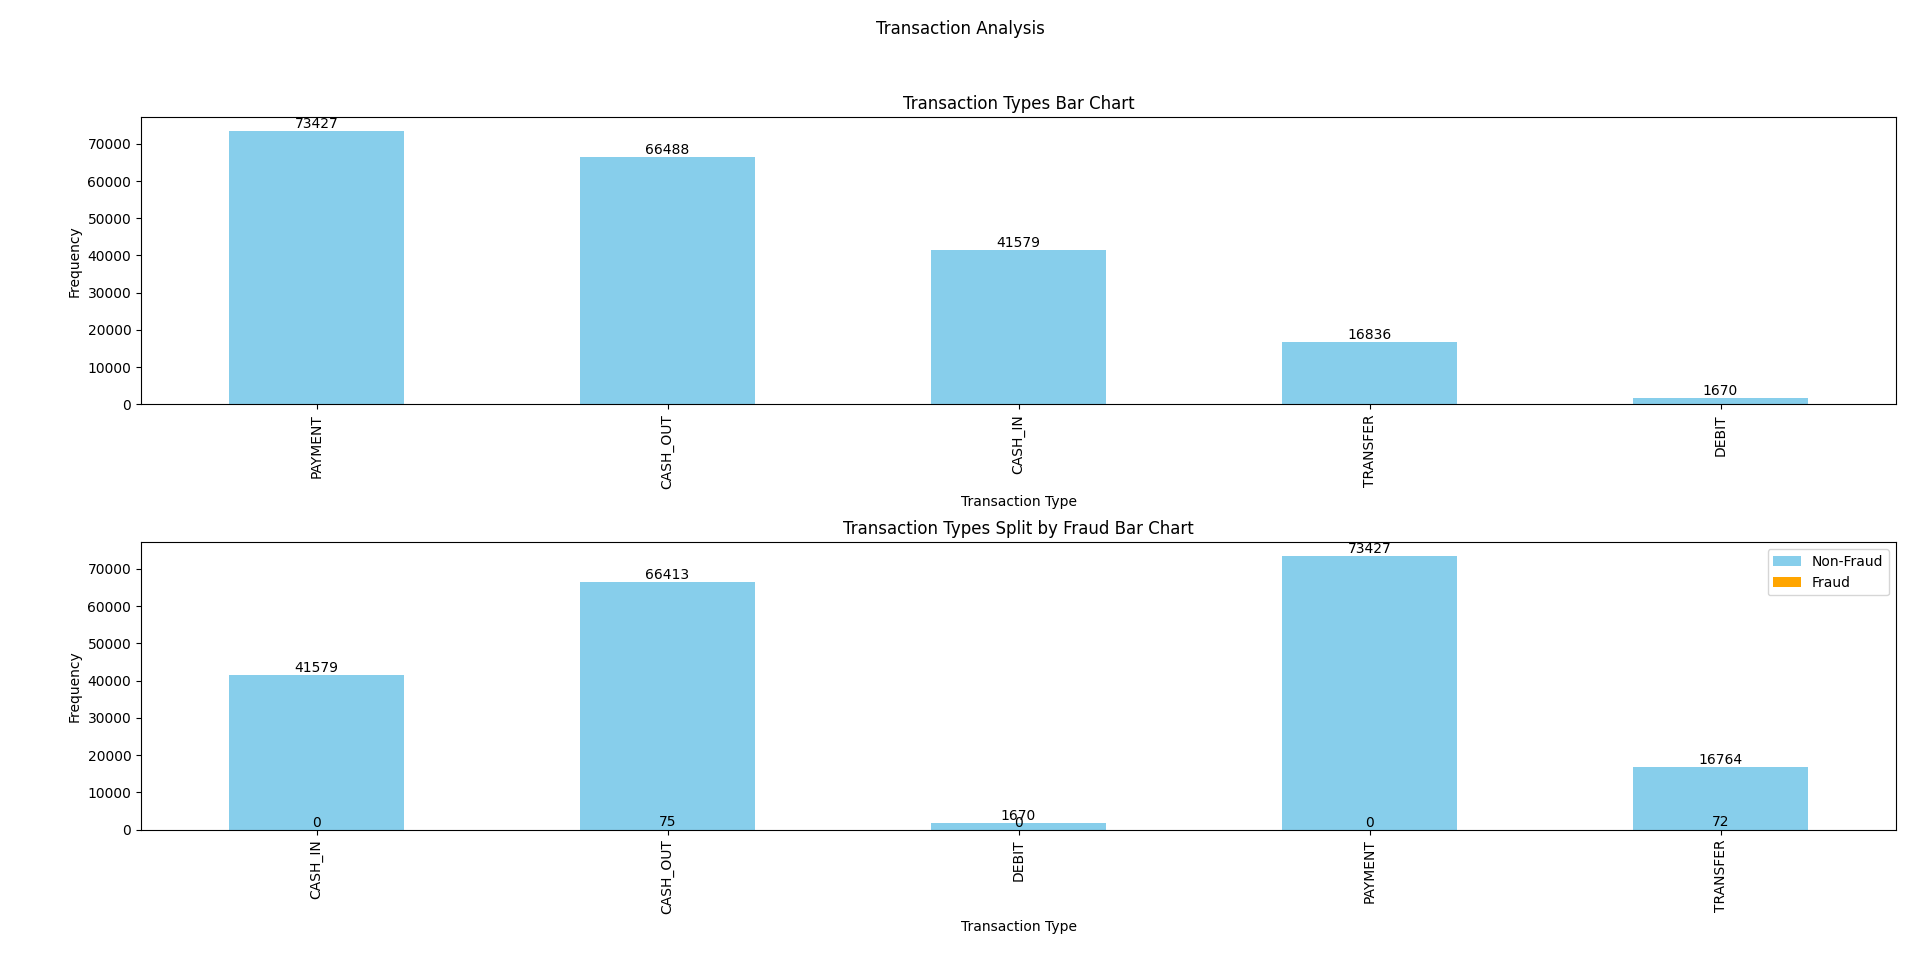 Transaction Analysis
Transaction Types Bar Chart
73427
66488
41579
16836
1670
70000
60000
50000
40000
30000
20000
10000
0
Frequency
PAYMENT
CASH_OUT
CASH_IN
TRANSFER
DEBIT
Transaction Type
Transaction Types Split by Fraud Bar Chart
Non-Fraud
Fraud
41579
66413
1670
73427
16764
0
75
0
0
72
70000
60000
50000
40000
30000
20000
10000
0
Frequency
CASH_IN
CASH_OUT
DEBIT
PAYMENT
TRANSFER
Transaction Type